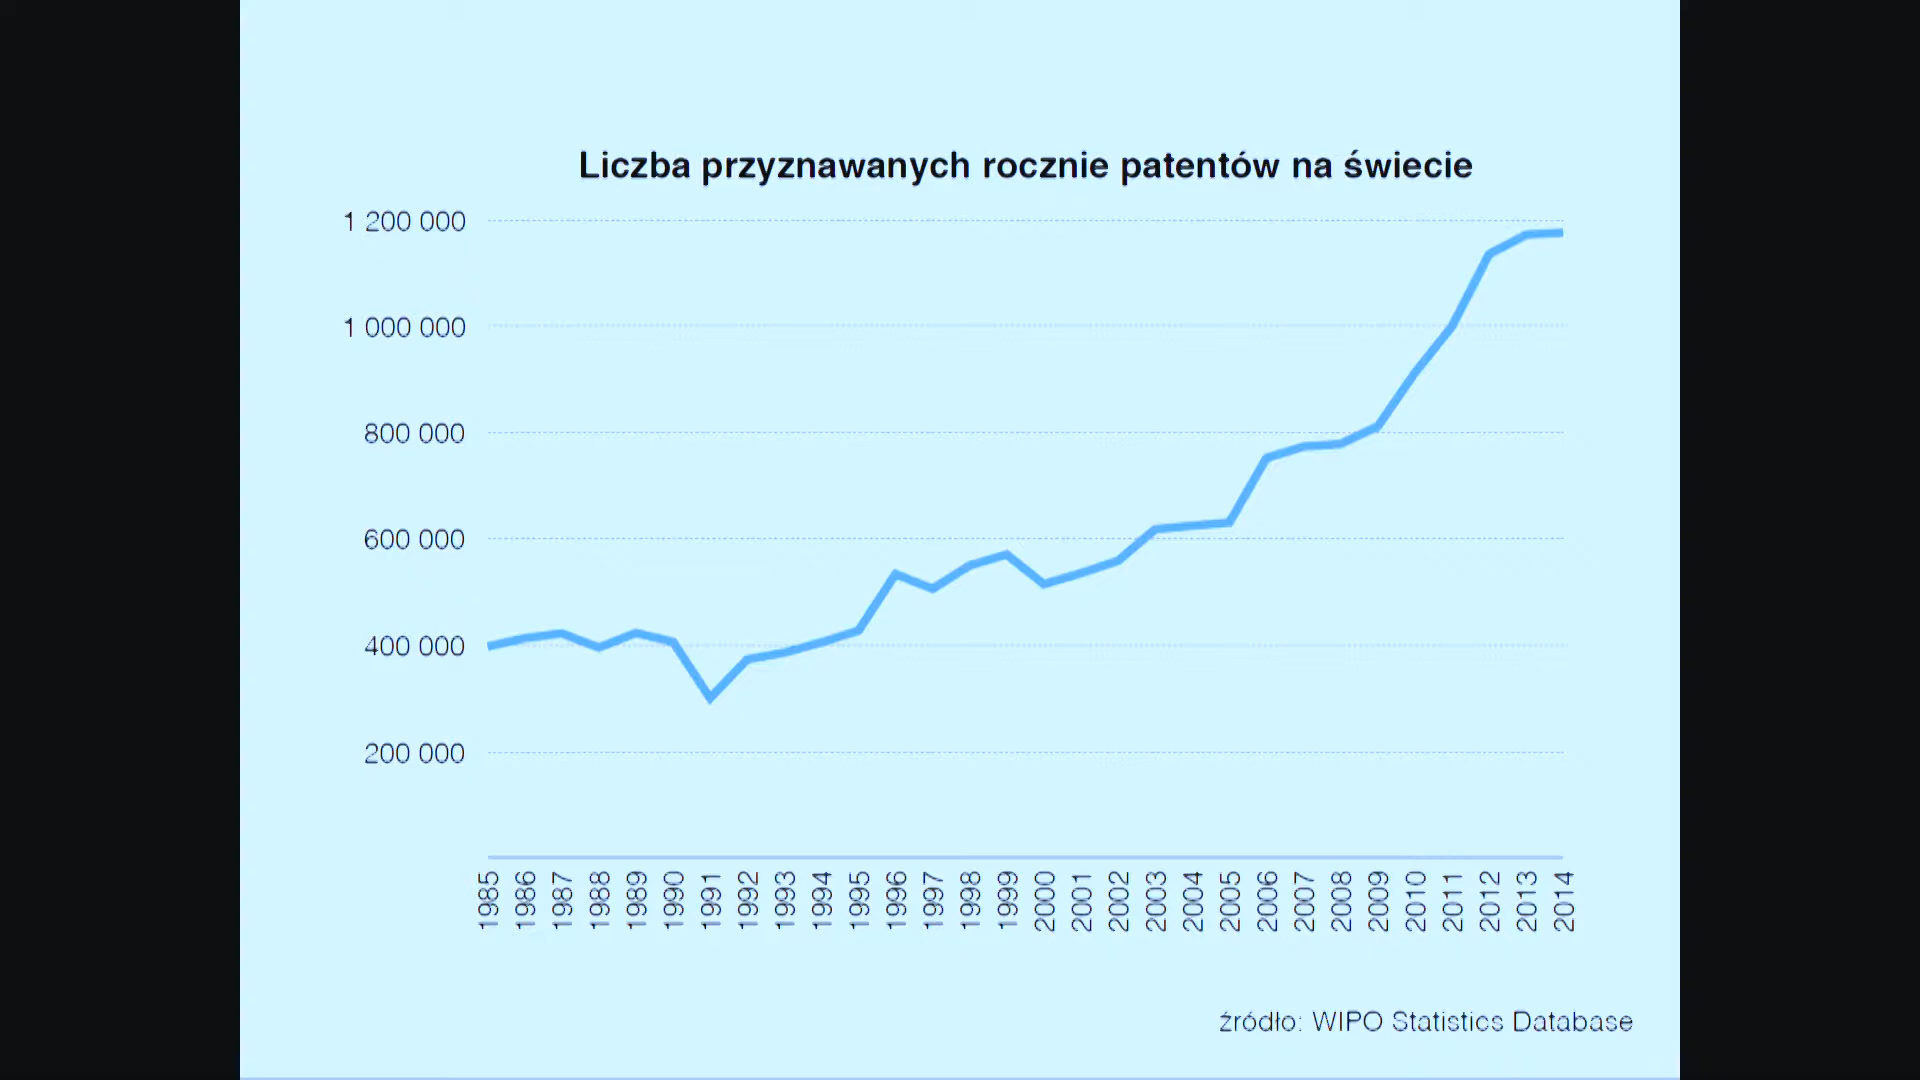 Liczba przyznawanych rocznie patentów na świecie
1 200 000
1 000 000
800 000
600 000
400 000
200 000
1985 1986 1987 1988 1989 1990 1991 1992 1993 1994 1995 1996 1997 1998 1999 2000 2001 2002 2003 2004 2005 2006 2007 2008 2009 2010 2011 2012 2013 2014
źródło: WIPO Statistics Database